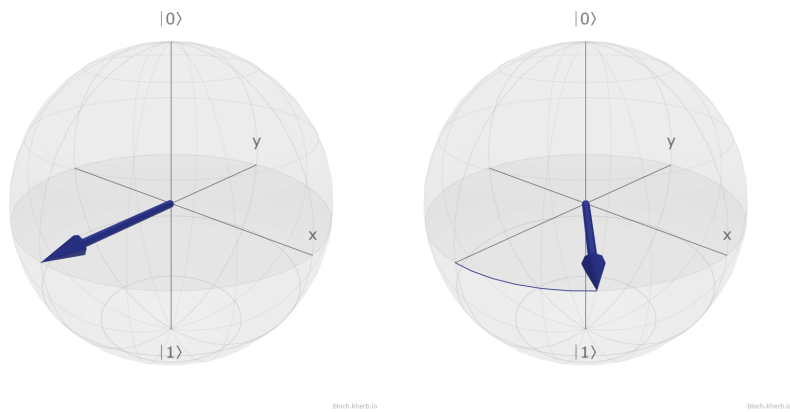 |0⟩ |0⟩
y y
x x
|1⟩ |1⟩
bloch.kherb.io bloch.kherb.io